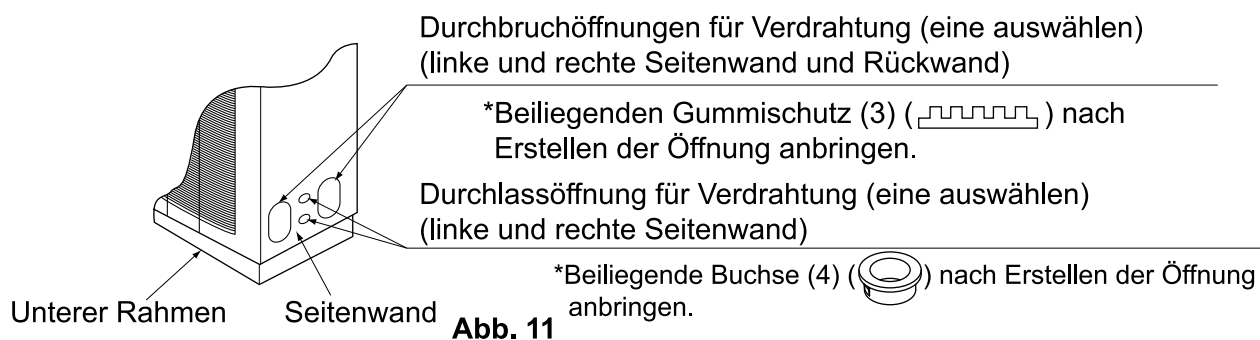 Durchbruchöffnungen für Verdrahtung (eine auswählen)
(linke und rechte Seitenwand und Rückwand)
*Beiliegenden Gummischutz (3) ( ) nach
Erstellen der Öffnung anbringen.
Durchlassöffnung für Verdrahtung (eine auswählen)
(linke und rechte Seitenwand)
*Beiliegende Buchse (4) ( ) nach Erstellen der Öffnung
anbringen.
Unterer Rahmen
Seitenwand
Abb. 11